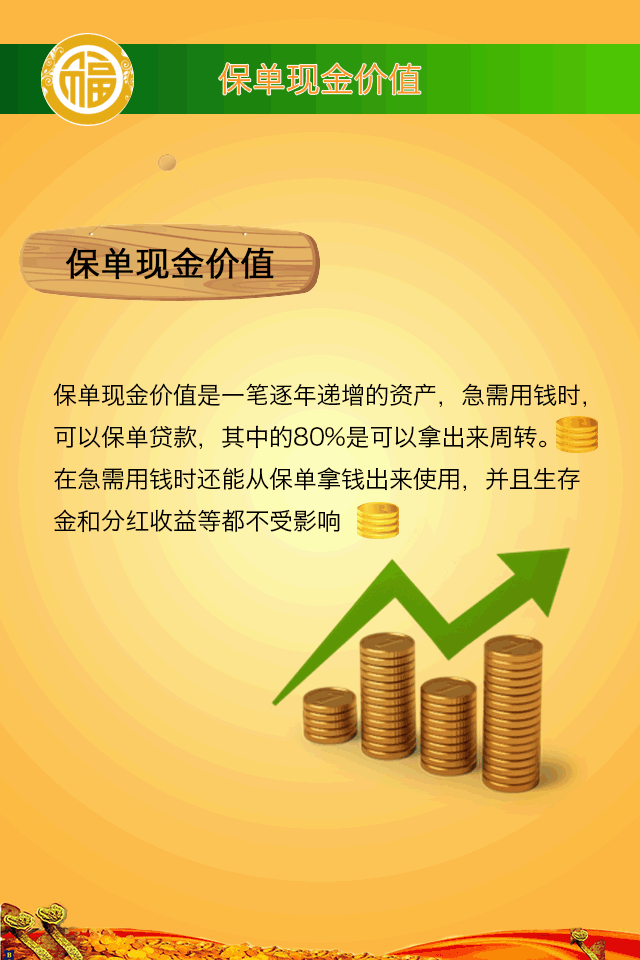 福
保单现金价值
保单现金价值
保单现金价值是一笔逐年递增的资产，急需用钱时，
可以保单贷款，其中的80%是可以拿出来周转。
在急需用钱时还能从保单拿钱出来使用，并且生存
金和分红收益等都不受影响